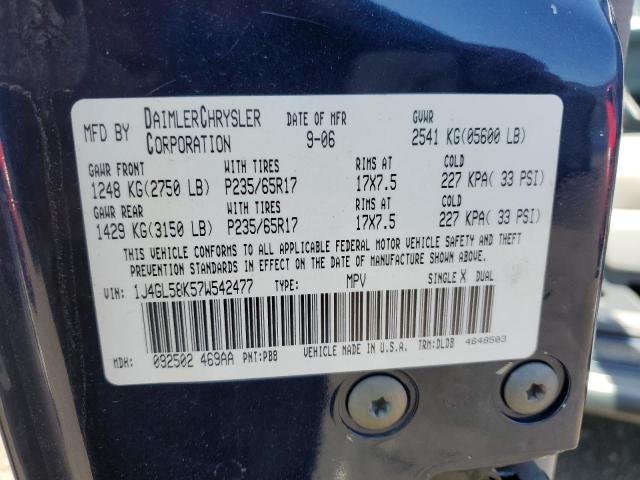 MFD BY DAIMLERCHRYSLER CORPORATION DATE OF MFR 9-06 GVWR 2541 KG(05600 LB)
GAWR FRONT WITH TIRES RIMS AT COLD
1248 KG(2750 LB) P235/65R17 17X7.5 227 KPA( 33 PSI)
GAWR REAR WITH TIRES RIMS AT COLD
1429 KG(3150 LB) P235/65R17 17X7.5 227 KPA( 33 PSI)
THIS VEHICLE CONFORMS TO ALL APPLICABLE FEDERAL MOTOR VEHICLE SAFETY AND THEFT
PREVENTION STANDARDS IN EFFECT ON THE DATE OF MANUFACTURE SHOWN ABOVE.
VIN: 1J4GL58K57W542477 TYPE: MPV SINGLE X DUAL
MDH: 092502 469AA PNT:PB8 VEHICLE MADE IN U.S.A. TRM:DLDB 4648503